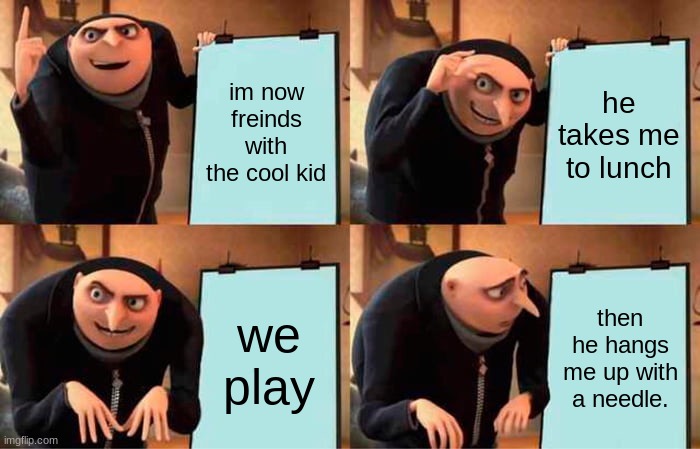 im now
freinds
with
the cool kid
he
takes me
to lunch
we
play
then
he hangs
me up with
a needle.
imgflip.com